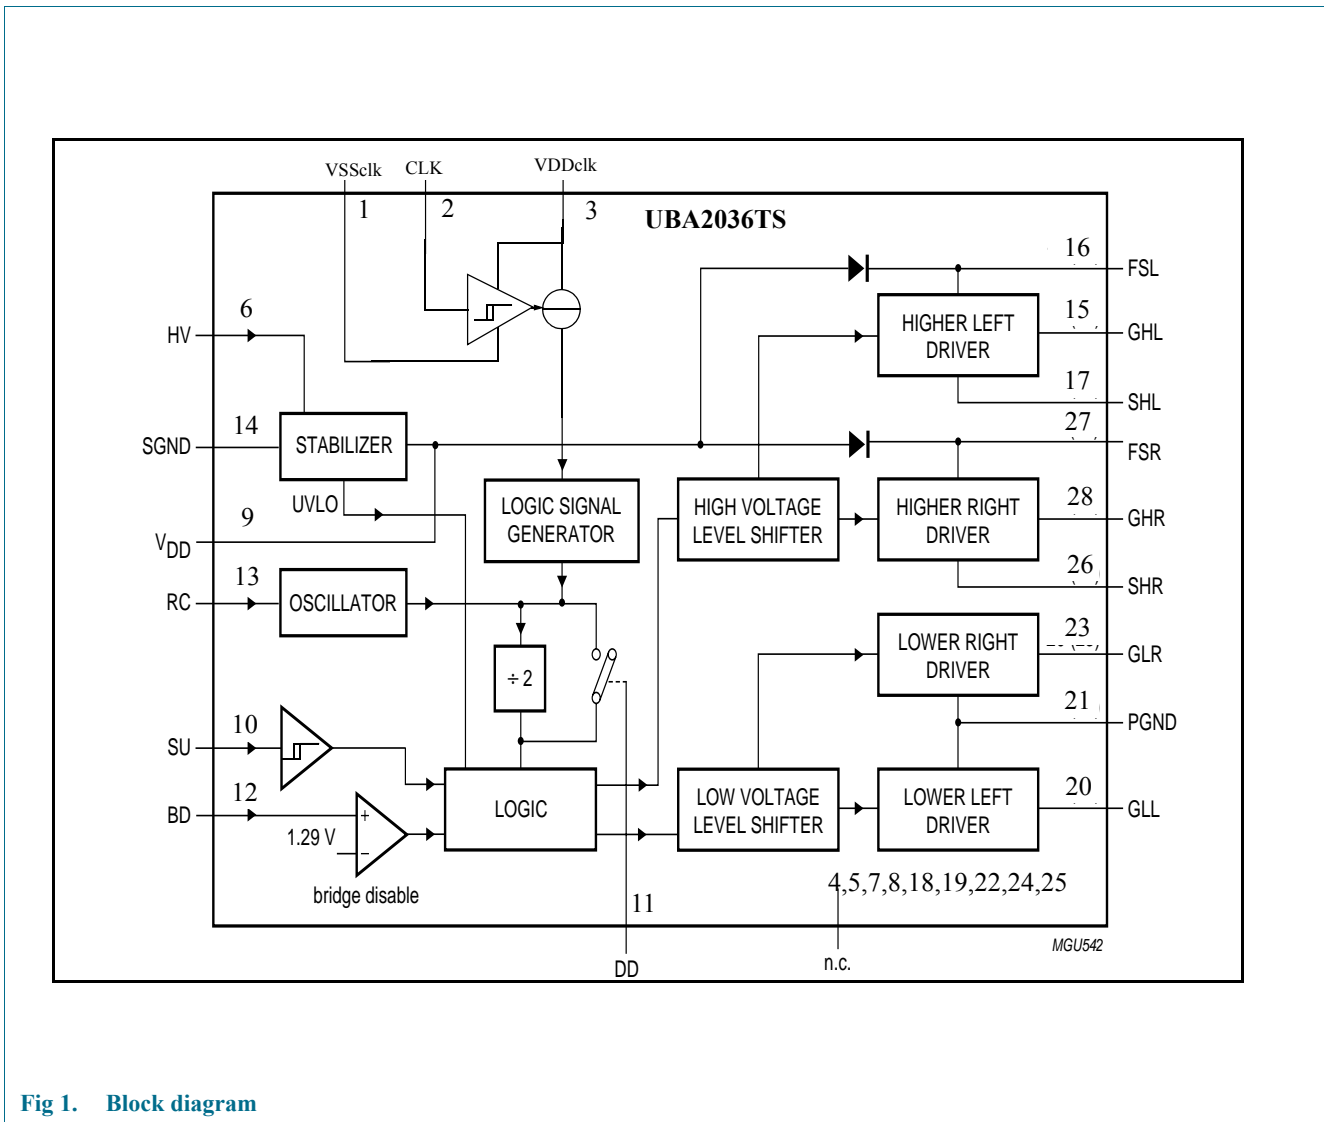 VSSclk CLK VDDclk
1 2 3
UBA2036TS
16 FSL
6 HV
15 GHL
HIGHER LEFT
DRIVER
17 SHL
14 SGND
STABILIZER
27 FSR
UVLO
LOGIC SIGNAL
GENERATOR
HIGH VOLTAGE
LEVEL SHIFTER
HIGHER RIGHT
DRIVER
28 GHR
9 VDD
26 SHR
13 RC
OSCILLATOR
LOWER RIGHT
DRIVER
23 GLR
÷ 2
21 PGND
10 SU
12 BD
+
1.29 V
−
bridge disable
LOGIC
LOW VOLTAGE
LEVEL SHIFTER
LOWER LEFT
DRIVER
20 GLL
4,5,7,8,18,19,22,24,25
11
DD
n.c.
MGU542
Fig 1. Block diagram